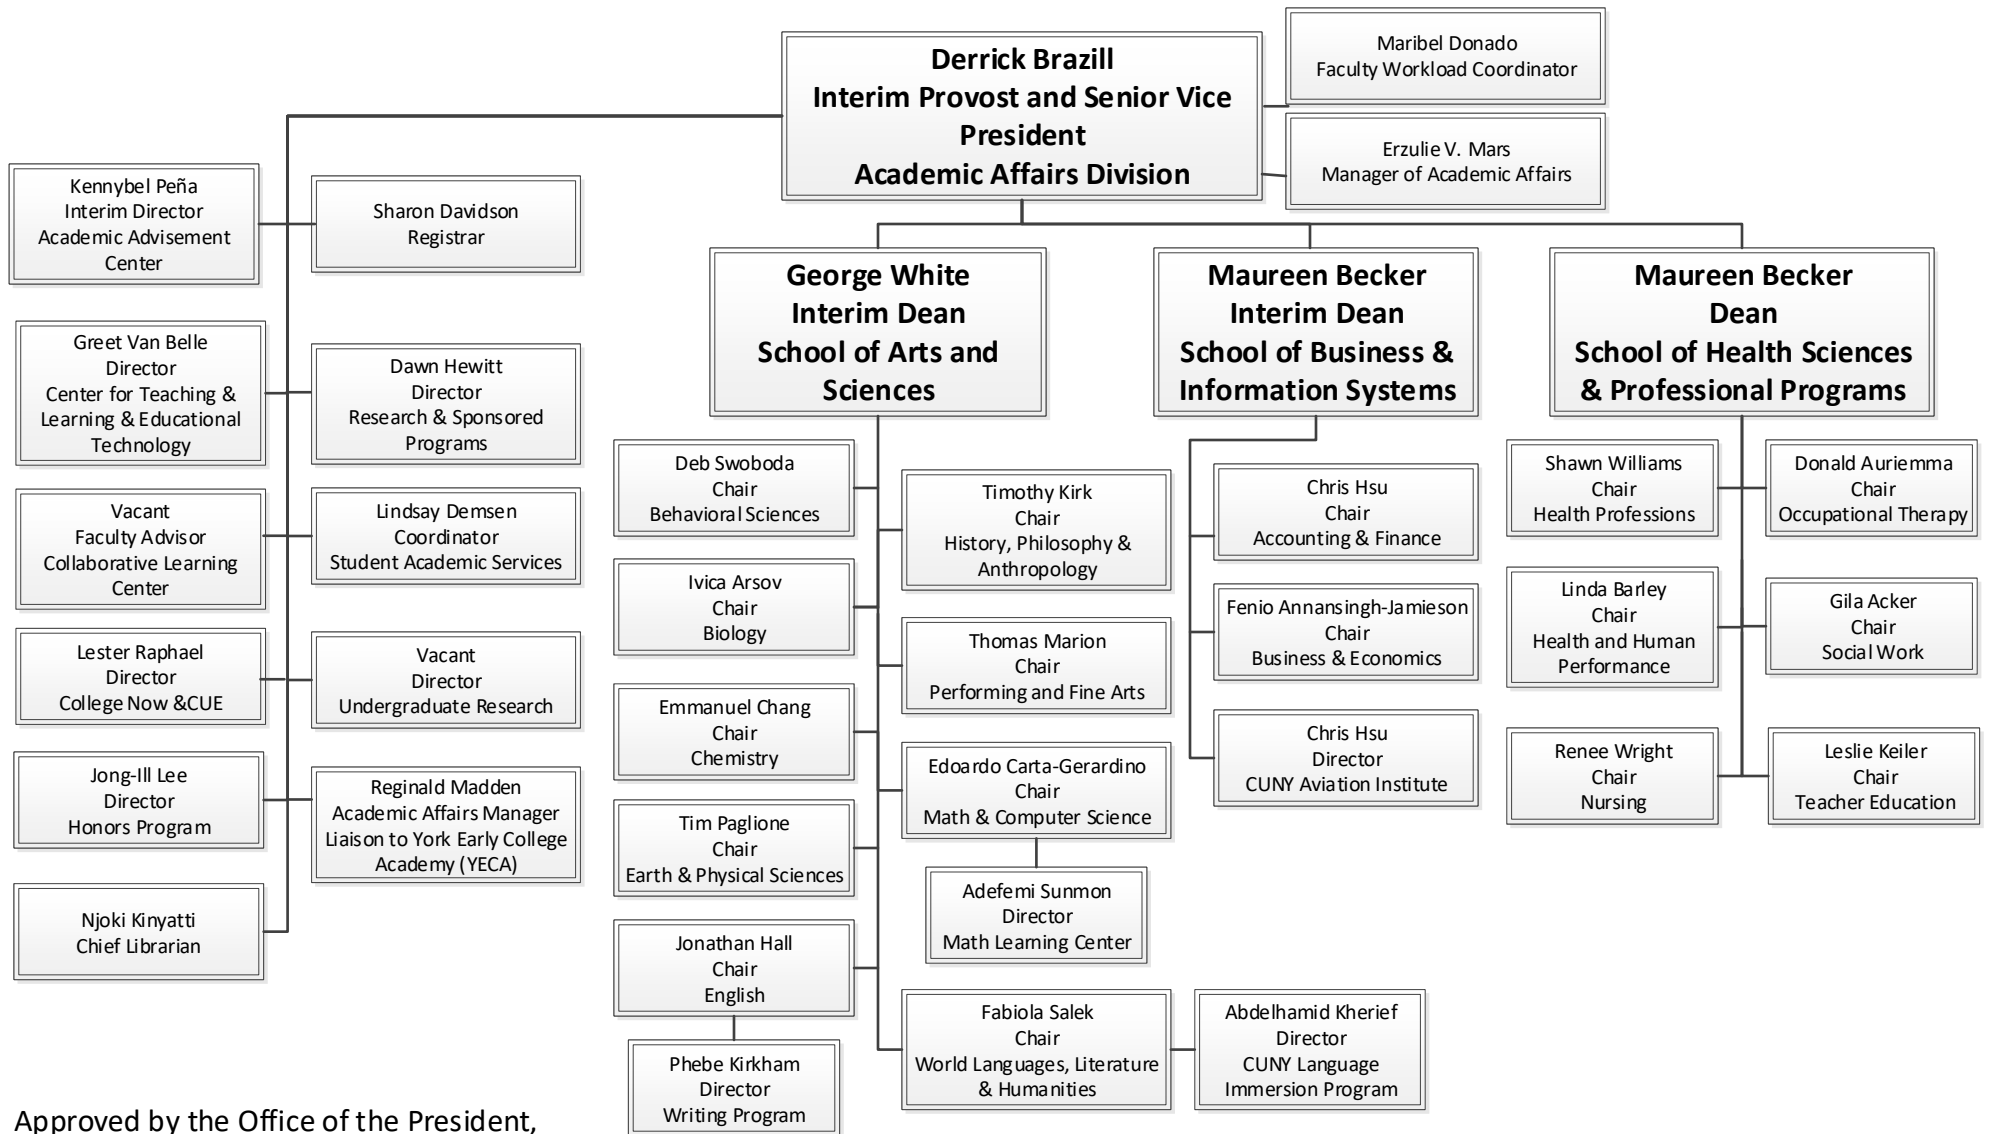 Derrick Brazill
Interim Provost and Senior Vice
President
Academic Affairs Division
Maribel Donado
Faculty Workload Coordinator
Erzulie V. Mars
Manager of Academic Affairs
Kennybel Peña
Interim Director
Academic Advisement
Center
Sharon Davidson
Registrar
Greet Van Belle
Director
Center for Teaching &
Learning & Educational
Technology
Dawn Hewitt
Director
Research & Sponsored
Programs
Vacant
Faculty Advisor
Collaborative Learning
Center
Lindsay Demsen
Coordinator
Student Academic Services
Lester Raphael
Director
College Now &CUE
Vacant
Director
Undergraduate Research
Jong-Ill Lee
Director
Honors Program
Reginald Madden
Academic Affairs Manager
Liaison to York Early College
Academy (YECA)
Njoki Kinyatti
Chief Librarian
George White
Interim Dean
School of Arts and
Sciences
Deb Swoboda
Chair
Behavioral Sciences
Timothy Kirk
Chair
History, Philosophy &
Anthropology
Ivica Arsov
Chair
Biology
Thomas Marion
Chair
Performing and Fine Arts
Emmanuel Chang
Chair
Chemistry
Edoardo Carta-Gerardino
Chair
Math & Computer Science
Tim Paglione
Chair
Earth & Physical Sciences
Adefemi Sunmon
Director
Math Learning Center
Jonathan Hall
Chair
English
Phebe Kirkham
Director
Writing Program
Fabiola Salek
Chair
World Languages, Literature
& Humanities
Abdelhamid Kherief
Director
CUNY Language
Immersion Program
Maureen Becker
Interim Dean
School of Business &
Information Systems
Chris Hsu
Chair
Accounting & Finance
Fenio Annansingh-Jamieson
Chair
Business & Economics
Chris Hsu
Director
CUNY Aviation Institute
Maureen Becker
Dean
School of Health Sciences
& Professional Programs
Shawn Williams
Chair
Health Professions
Donald Auriemma
Chair
Occupational Therapy
Linda Barley
Chair
Health and Human
Performance
Gila Acker
Chair
Social Work
Renee Wright
Chair
Nursing
Leslie Keiler
Chair
Teacher Education
Approved by the Office of the President,